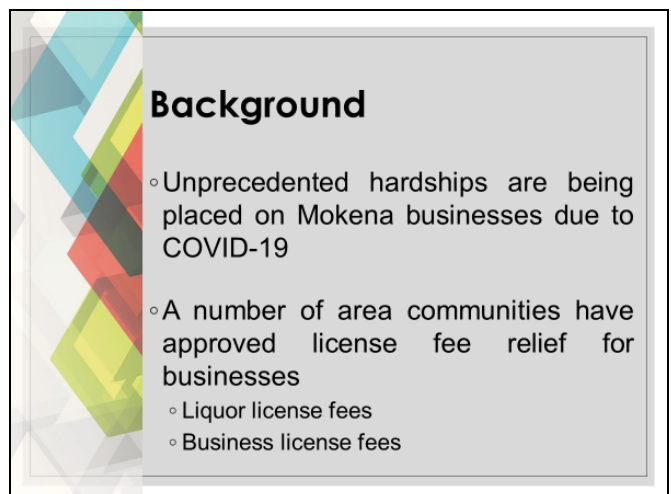 Background
◦Unprecedented hardships are being
placed on Mokena businesses due to
COVID-19
◦A number of area communities have
approved license fee relief for
businesses
◦ Liquor license fees
◦ Business license fees